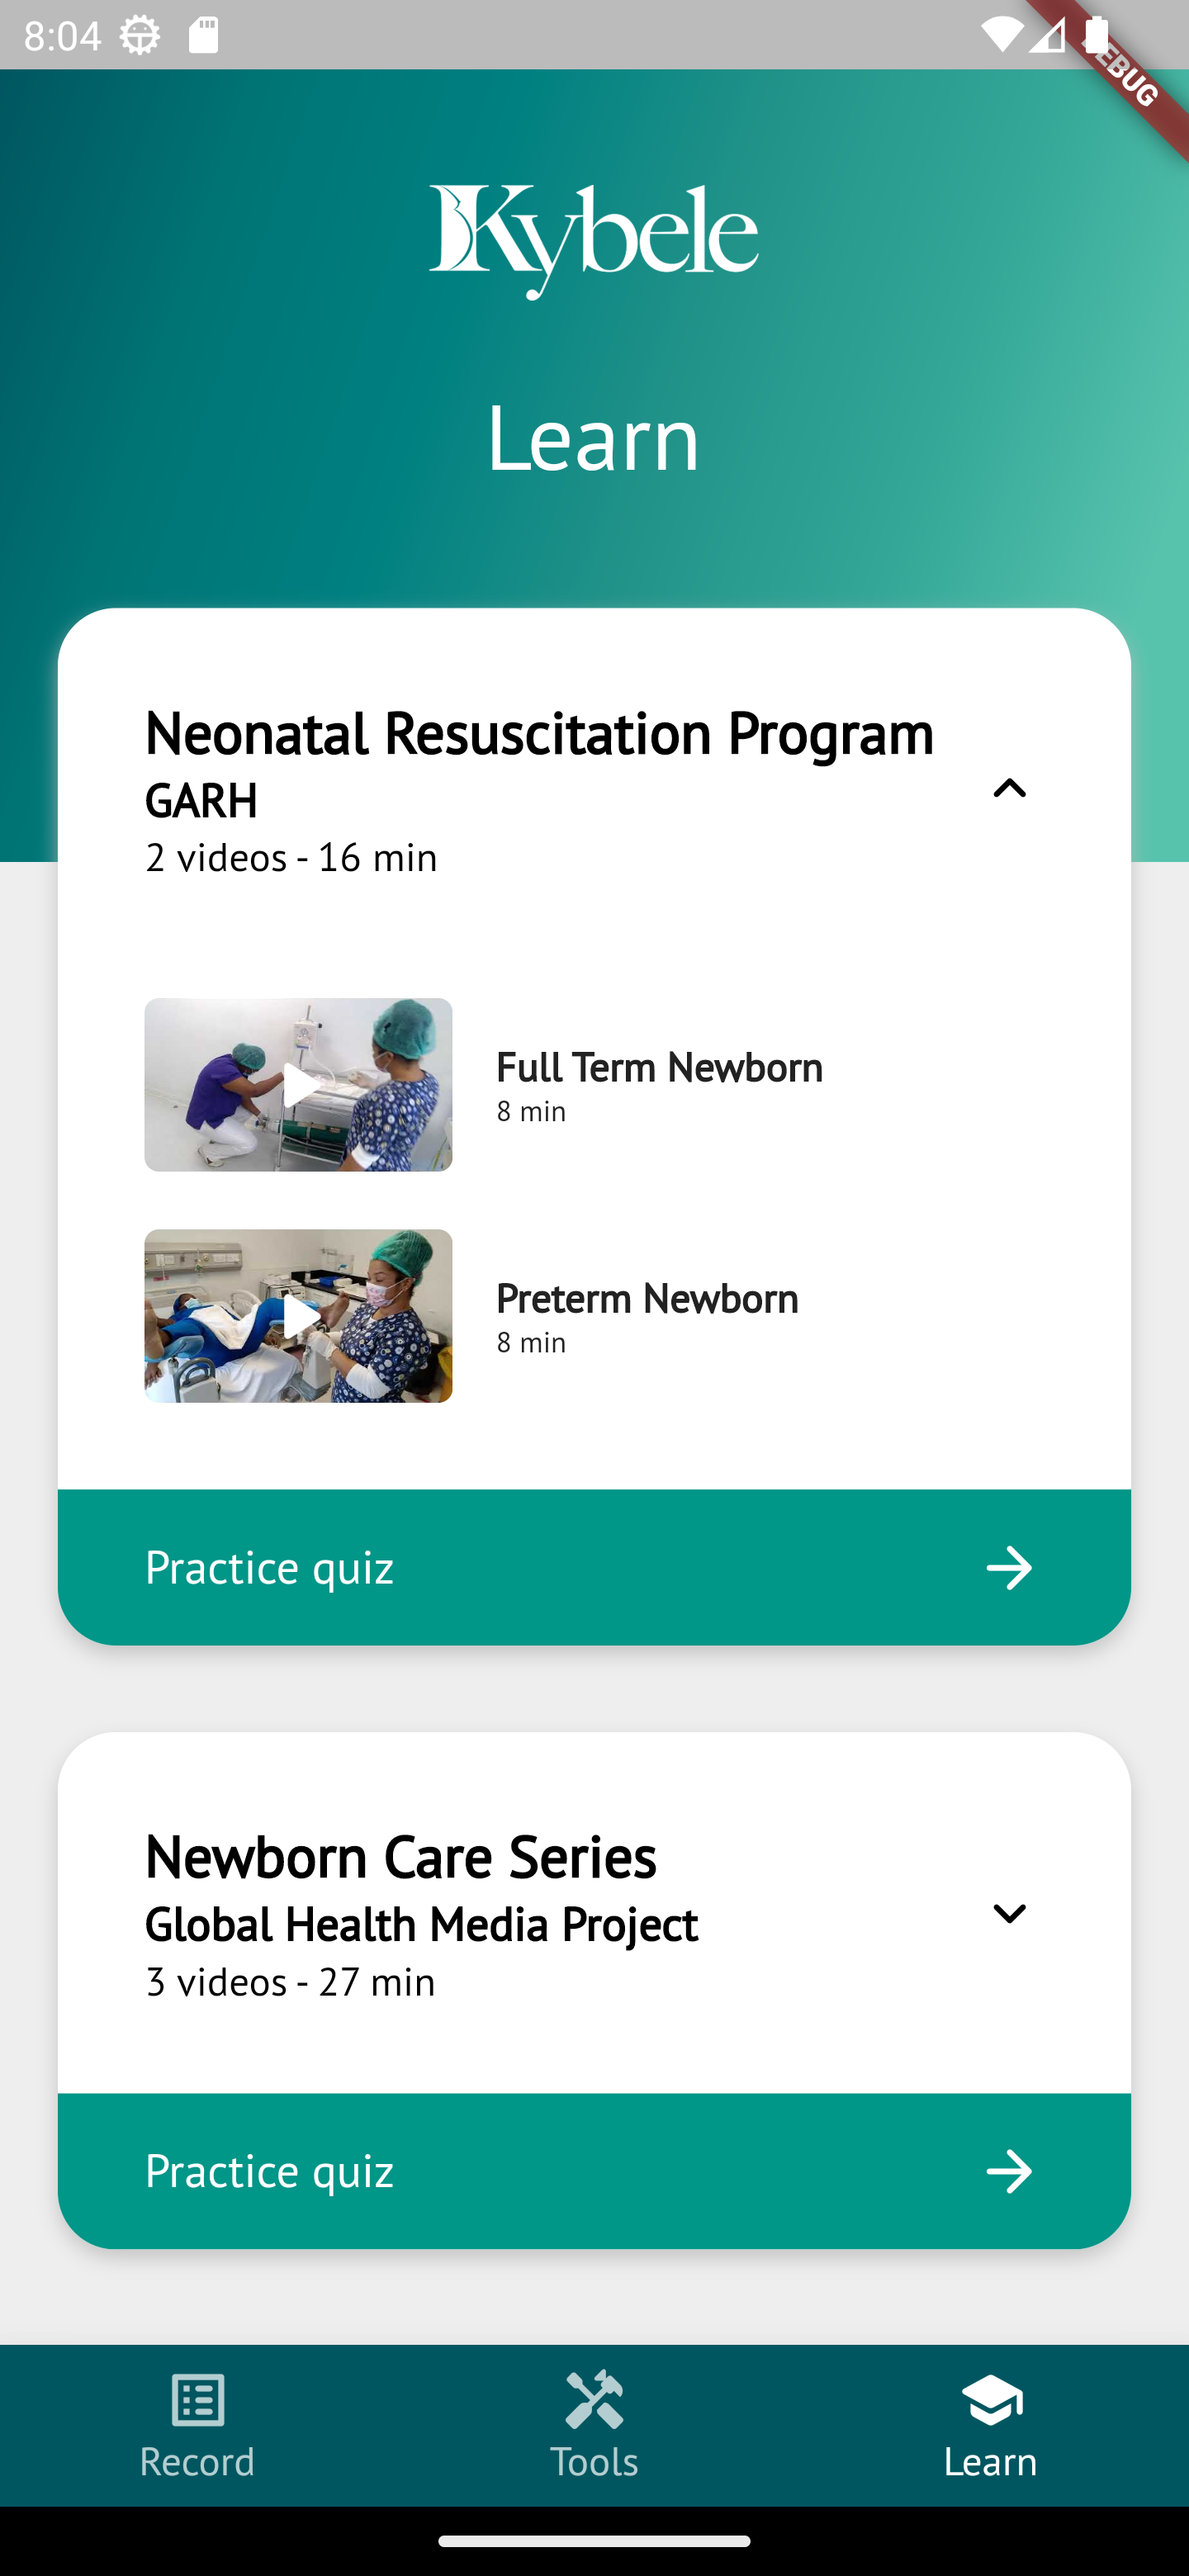 8:04
DEBUG
Kybele
Learn
Neonatal Resuscitation Program
GARH
2 videos - 16 min
Full Term Newborn
8 min
Preterm Newborn
8 min
Practice quiz
Newborn Care Series
Global Health Media Project
3 videos - 27 min
Practice quiz
Record
Tools
Learn